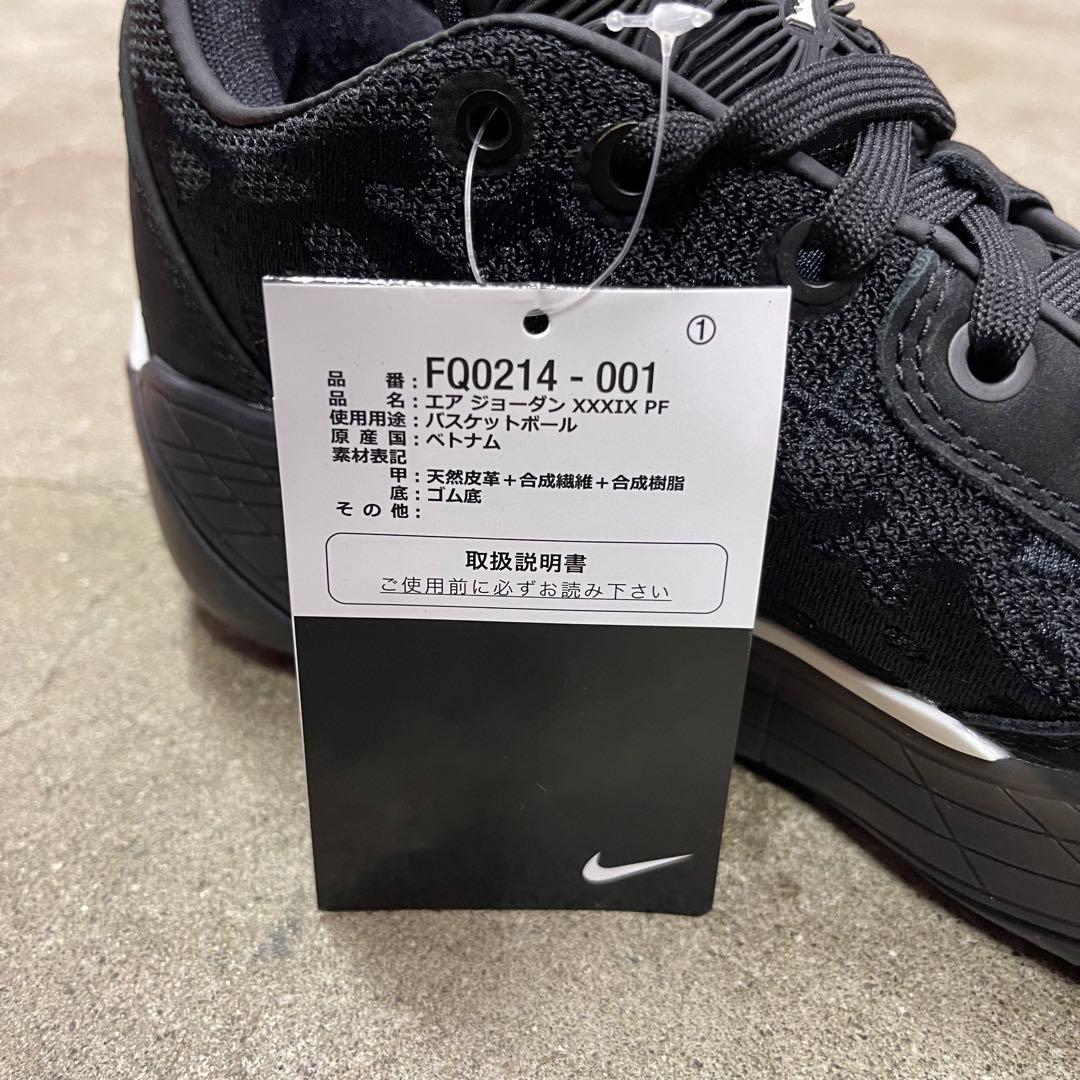 ①
品番：FQ0214 - 001
品名：エア ジョーダン XXXIX PF
使用用途：バスケットボール
原産国：ベトナム
素材表記
甲：天然皮革＋合成繊維＋合成樹脂
底：ゴム底
その他：
取扱説明書
ご使用前に必ずお読み下さい